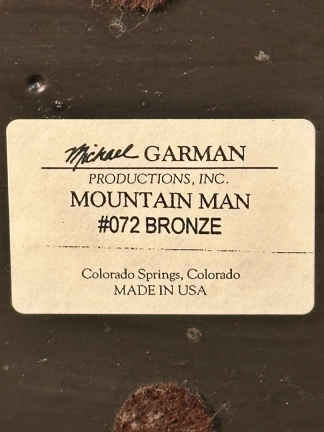 Michael GARMAN
PRODUCTIONS, INC.
MOUNTAIN MAN
#072 BRONZE
Colorado Springs, Colorado
MADE IN USA